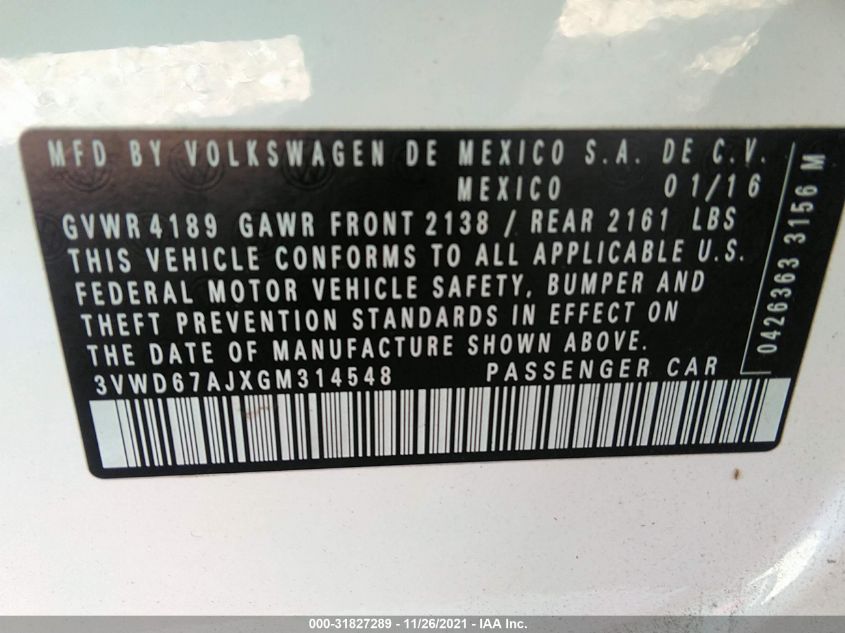 MFD BY VOLKSWAGEN DE MEXICO S.A. DE C.V.
MEXICO 01/16
GVWR 4189 GAWR FRONT 2138 / REAR 2161 LBS
THIS VEHICLE CONFORMS TO ALL APPLICABLE U.S.
FEDERAL MOTOR VEHICLE SAFETY, BUMPER AND
THEFT PREVENTION STANDARDS IN EFFECT ON
THE DATE OF MANUFACTURE SHOWN ABOVE.
3VWD67AJXGM314548 PASSENGER CAR
0426363 3156 M
000-31827289 - 11/26/2021 - IAA Inc.